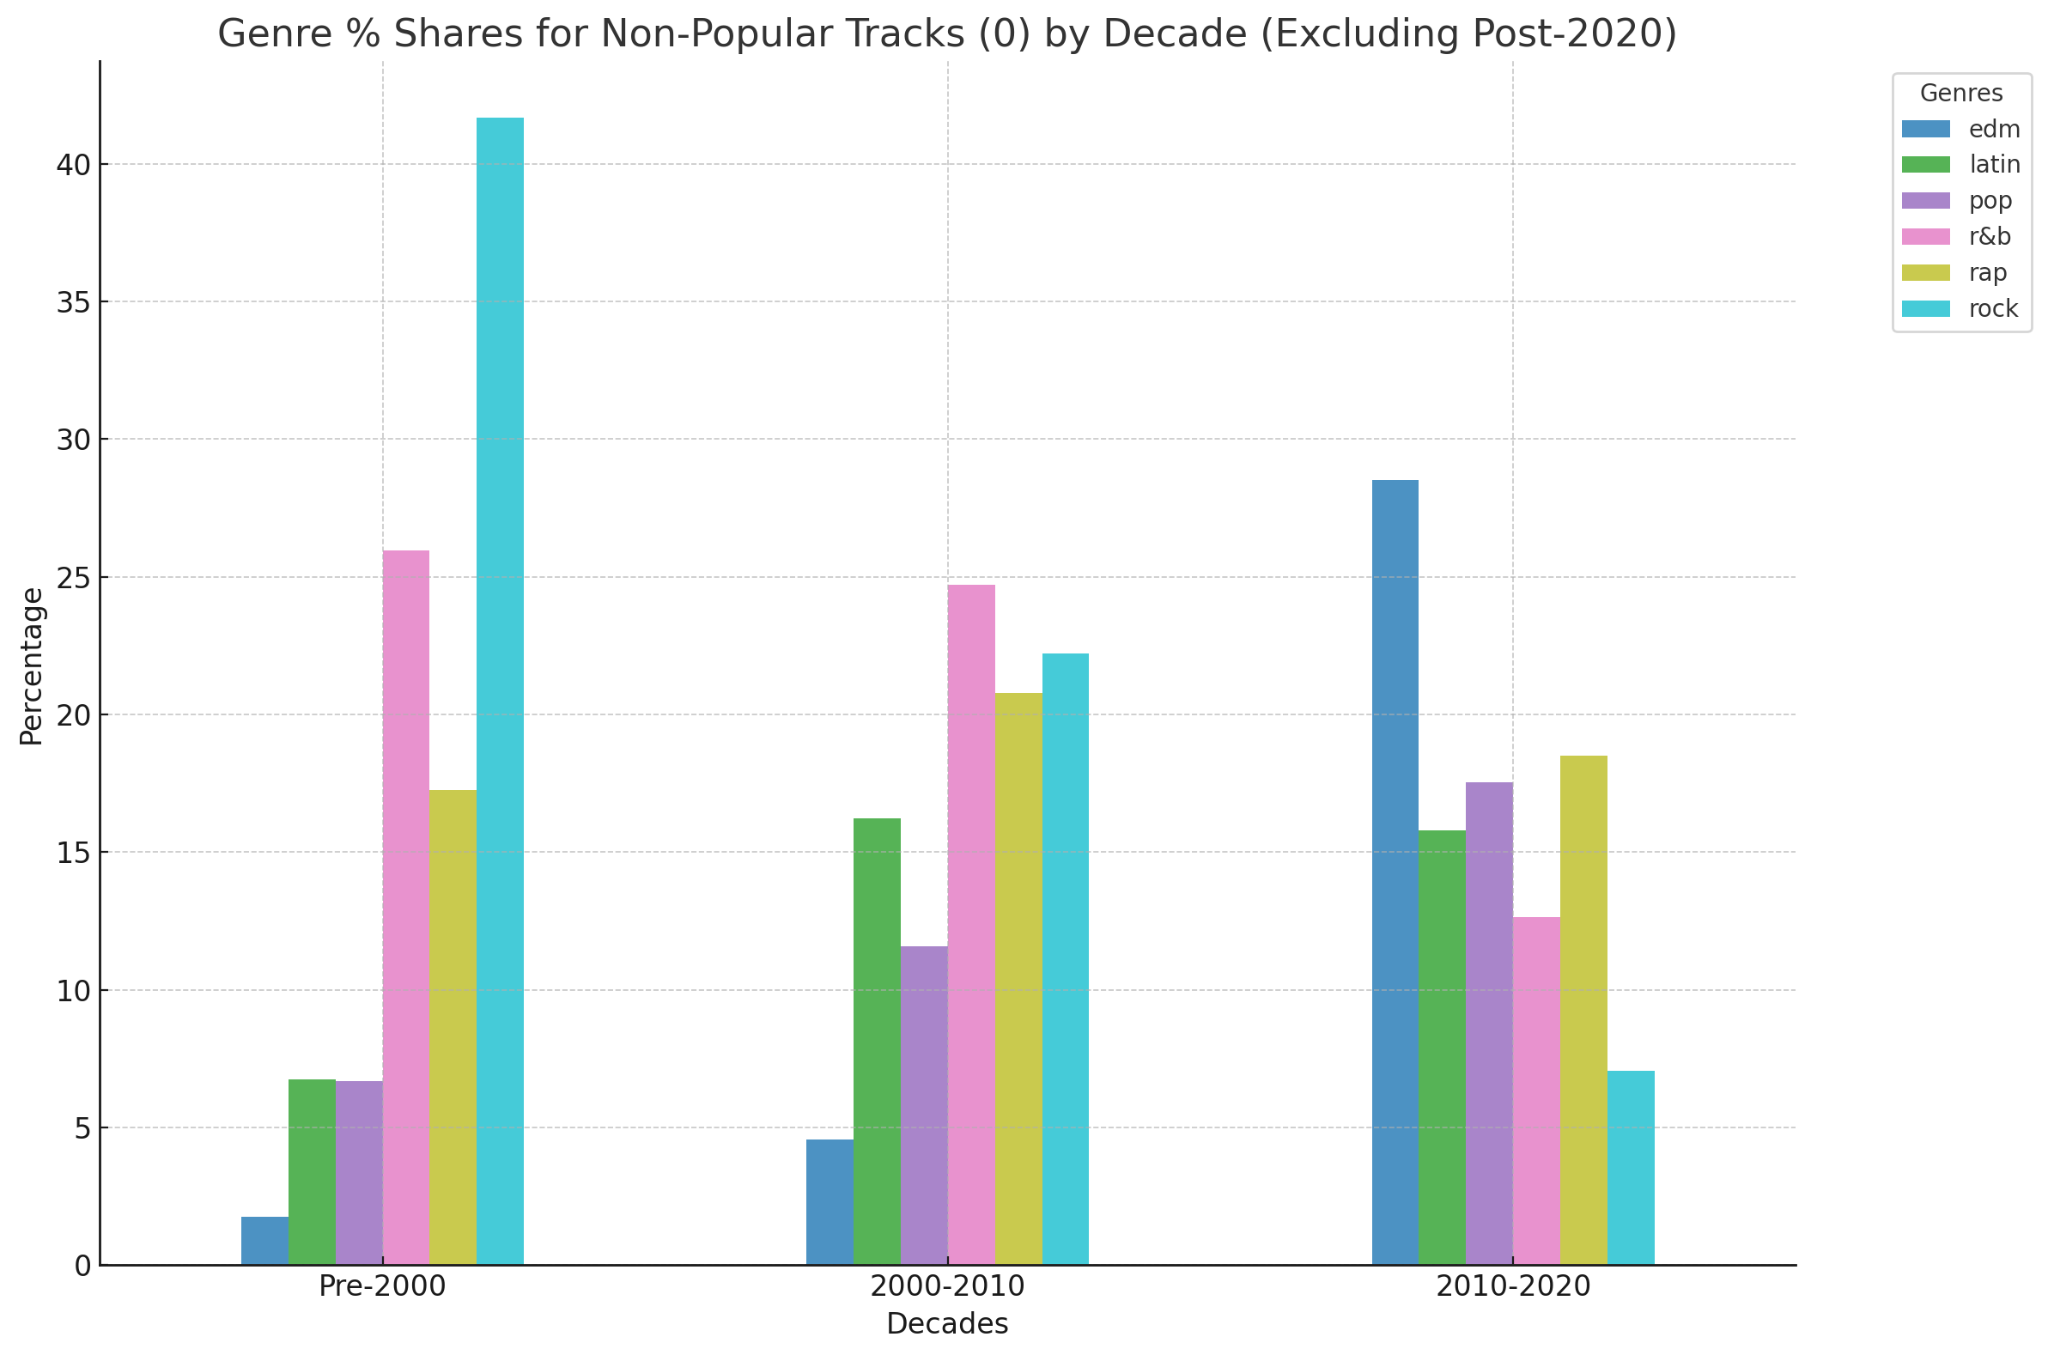 Genre % Shares for Non-Popular Tracks (0) by Decade (Excluding Post-2020)
Genres
edm
latin
pop
r&b
rap
rock
Percentage
40
35
30
25
20
15
10
5
0
Pre-2000
2000-2010
2010-2020
Decades